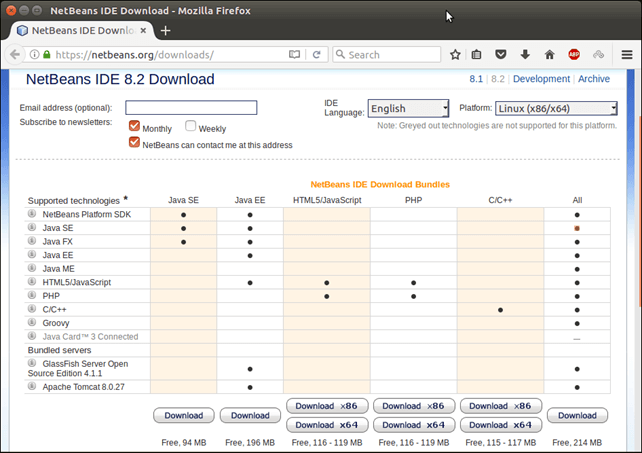 NetBeans IDE Download - Mozilla Firefox
NetBeans IDE Downlo
https://netbeans.org/downloads/
Search
ABP
NetBeans IDE 8.2 Download
8.1 | 8.2 | Development | Archive
Email address (optional):
IDE Language: English
Platform: Linux (x86/x64)
Subscribe to newsletters:
Monthly Weekly
Note: Greyed out technologies are not supported for this platform.
NetBeans can contact me at this address
NetBeans IDE Download Bundles
Supported technologies * Java SE Java EE HTML5/JavaScript PHP C/C++ All
NetBeans Platform SDK • • •
Java SE • • •
Java FX • • •
Java EE • •
Java ME •
HTML5/JavaScript • • • •
PHP • • •
C/C++ • •
Groovy •
Java Card™ 3 Connected —
Bundled servers
GlassFish Server Open
Source Edition 4.1.1 • •
Apache Tomcat 8.0.27 • •
Download Download Download x86 Download x86 Download x86 Download
Download x64 Download x64 Download x64
Free, 94 MB Free, 196 MB Free, 116 - 119 MB Free, 116 - 119 MB Free, 115 - 117 MB Free, 214 MB